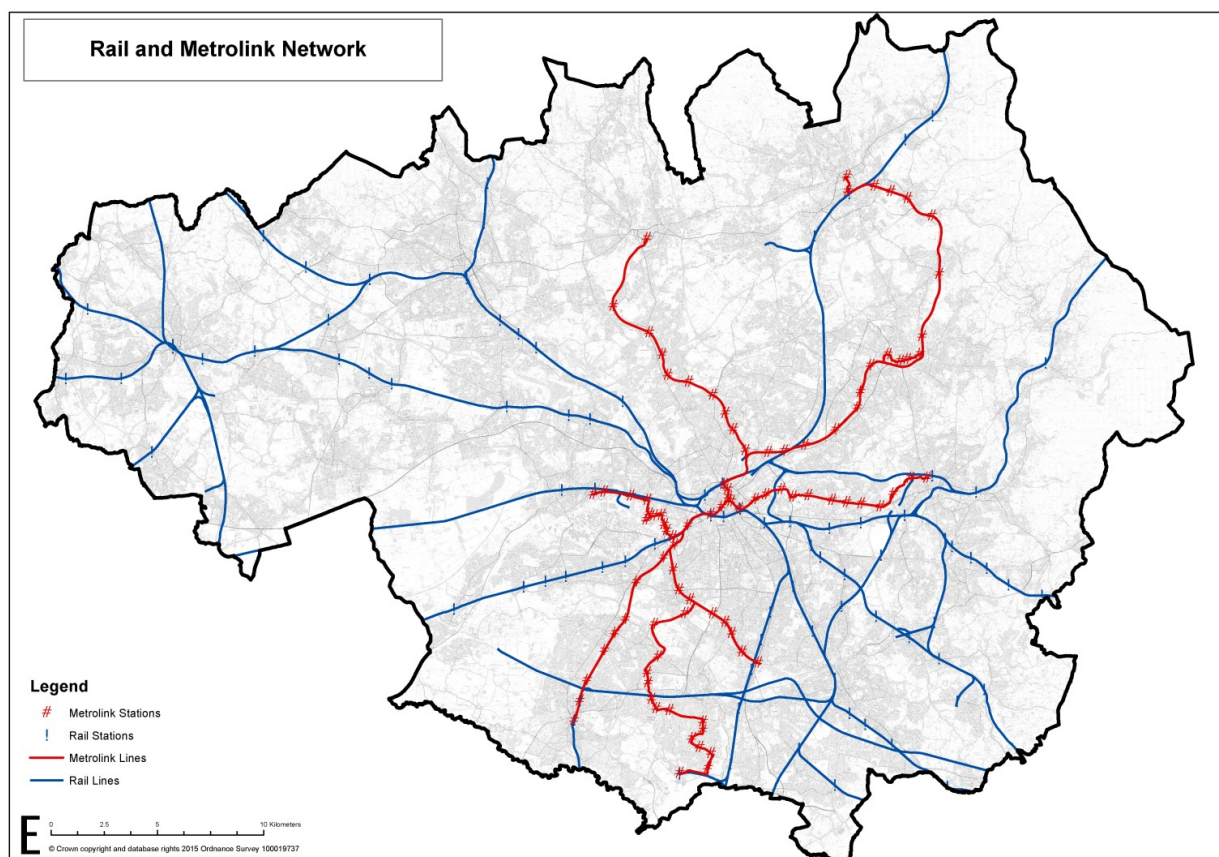 Rail and Metrolink Network
Legend
# Metrolink Stations
! Rail Stations
Metrolink Lines
Rail Lines
E
0 2.5 5 10 Kilometers
© Crown copyright and database rights 2015 Ordnance Survey 100019737